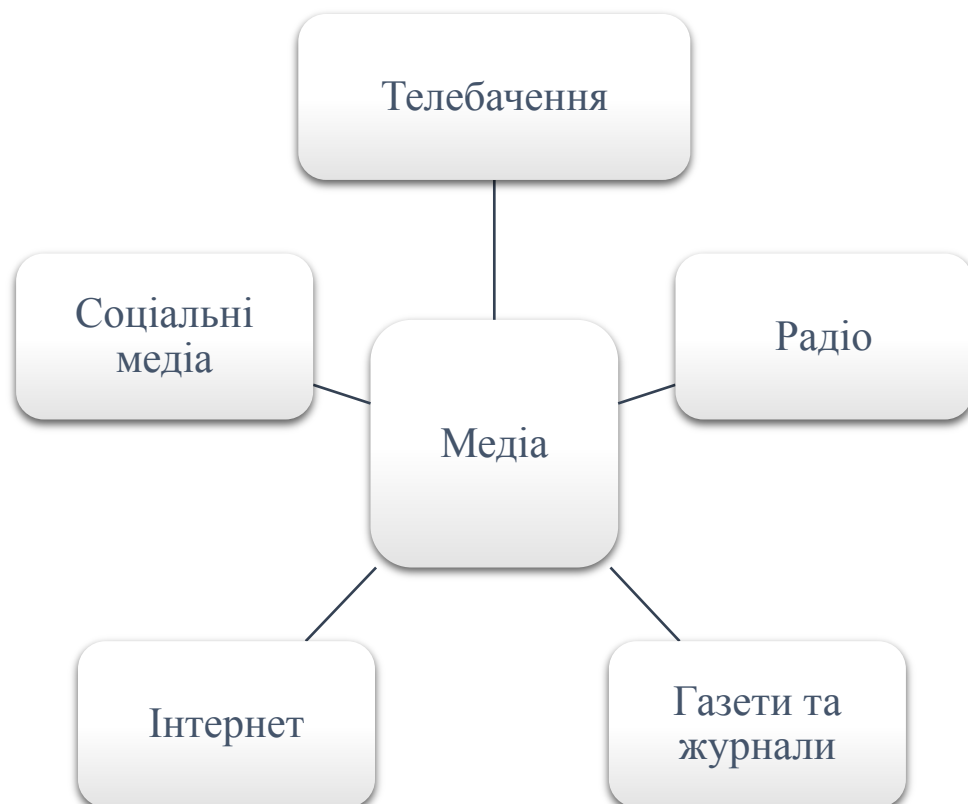 Телебачення
Соціальні
медіа
Радіо
Медіа
Інтернет
Газети та
журнали